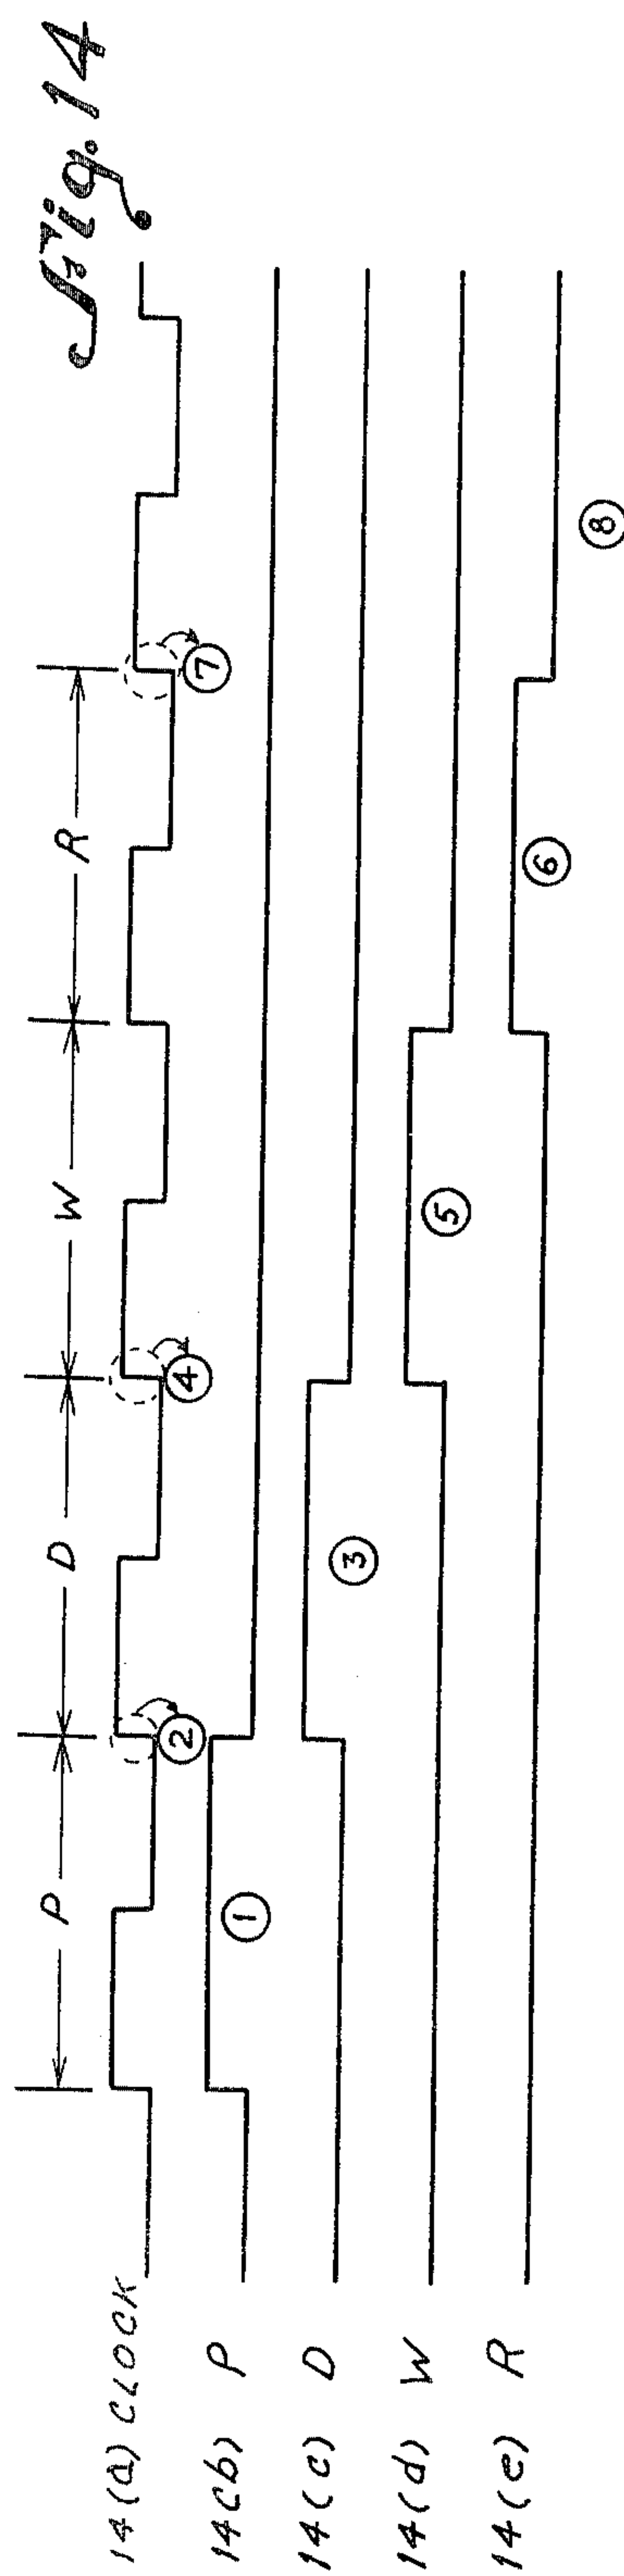 Fig. 14
P D W R
14(a) CLOCK
② ④ ⑦
14(b) P
①
14(c) D
③
14(d) W
⑤
14(e) R
⑥
⑧